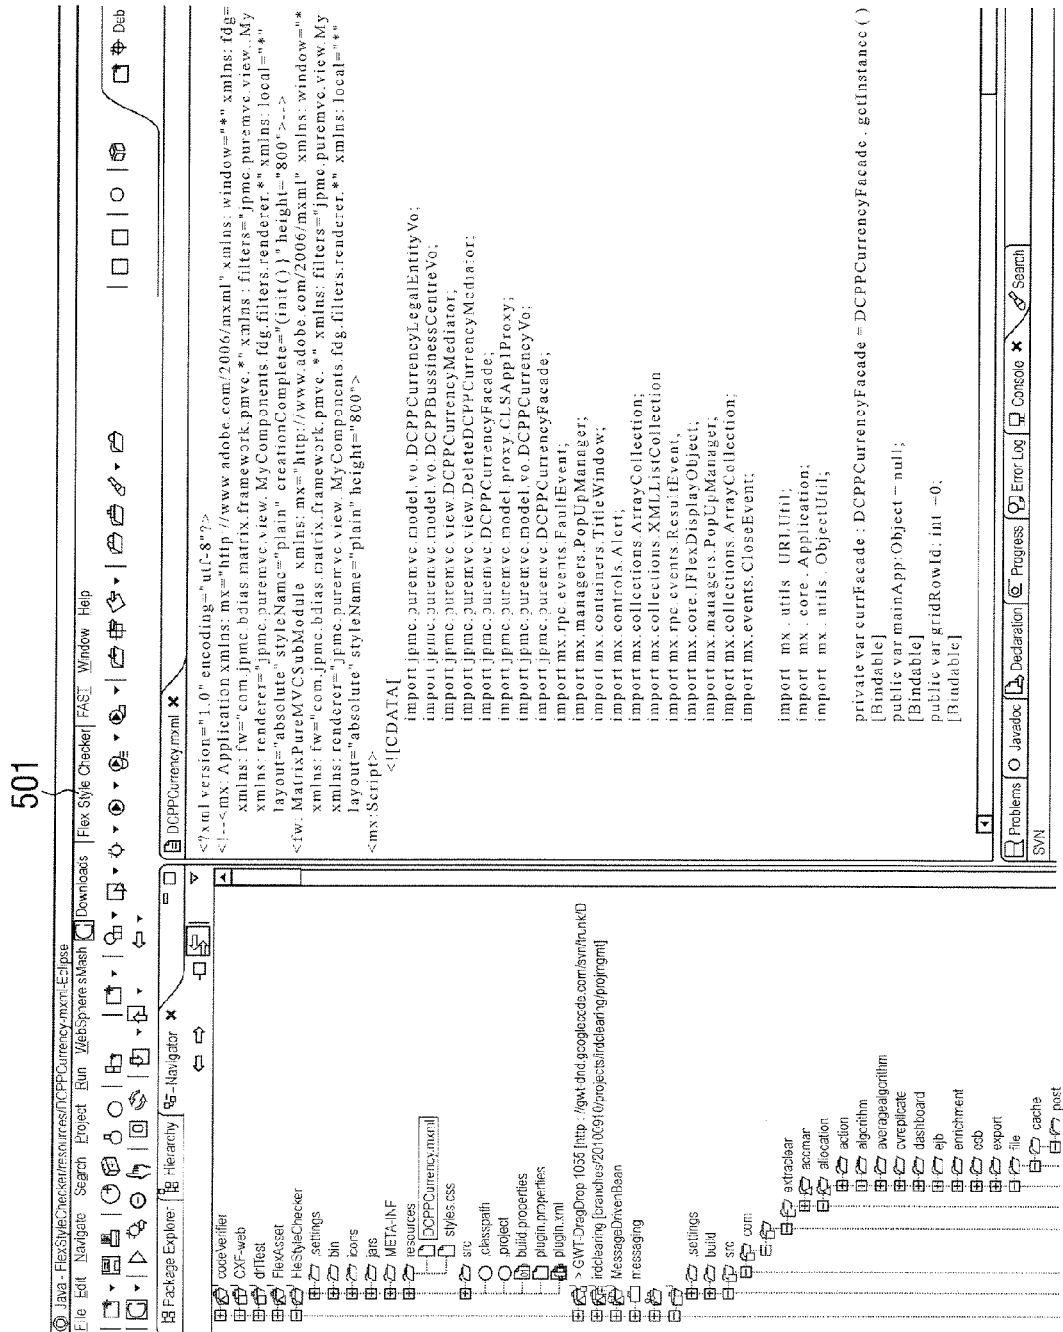 501
Java - FlexStyleChecker/resources/DCPPCurrency-mxml-Eclipse
File Edit Navigate Search Project Run WebSphere sMash Downloads Flex Style Checker FAST Window Help
Deb
Package Explorer Hierarchy Navigator
codeverifier
CXF-web
drlTest
FlexAsset
FleStyleChecker
.settings
bin
icons
jars
META-INF
resources
DCPPCurrency.mxml
styles.css
src
.classpath
.project
build.properties
plugin.properties
plugin.xml
> GWT-DragDrop 1055 [http : //gwt-dnd.googlecode.com/svn/trunk/D
irdclearing [branches/20100910/projects/irdclearing/projmgmt]
MessageDrivenBean
messaging
.settings
build
src
com
extraclear
accmar
allocation
action
algorithm
averagealgorithm
cvreplicate
dashboard
ejb
enrichment
esb
export
file
cache
post
DCPPCurrency.mxml
<?xml version="1.0" encoding="utf-8"?>
<!--<mx: Application xmlns: mx="http: //www adobe.com/2006/mxml" xmlns: window="*" xmlns: fdg=
xmlns: fw="com.jpmc.bdias matrix.framework.pmvc.*" xmlns : filters="jpmc.puremvc.view..My
xmlns: renderer="jpmc.puremvc.view. MyComponents.fdg.filters.renderer.*" xmlns: local="*"
layout="absolute" styleName="plain" creationComplete="(init () }" height="800">-->
<fw: MatrixPureMVCSubModule xmlns: mx="http://www.adobe.com/2006/mxml" xmlns: window="*
xmlns: fw="com.jpmc.bdias.matrix.framework.pmvc. *" xmlns: filters="jpmc.puremvc.view.My
xmlns: renderer="jpmc.puremvc view. MyComponents fdg.filters.renderer.*" xmlns: local="*"
layout="absolute" styleName="plain" height="800">
<mx:Script>
<![CDATA[
import jpmc.puremvc.model.vo.DCPPCurrencyLegalEntityVo;
import jpmc.puremvc.model.vo.DCPPBussinessCentreVo;
import jpmc.puremvc view.DCPPCurrencyMediator;
import jpmc.puremvc.view.DeleteDCPPCurrencyMediator;
import jpmc.puremvc DCPPCurrencyFacade;
import jpmc.puremvc model.proxy.CLSApplProxy;
import jpmc.puremvc.model.vo.DCPPCurrencyVo;
import jpmc.puremvc.DCPPCurrencyFacade;
import mx.rpc.events.FaultEvent;
import mx.managers.PopUpManager;
import mx.containers.TitleWindow;
import mx.controls.Alert;
import mx.collections.ArrayCollection;
import mx.collections.XMLListCollection
import mx rpc events.ResultEvent;
import mx.core.IFlexDisplayObject;
import mx.managers.PopUpManager;
import mx.collections.ArrayCollection;
import mx.events.CloseEvent;
import mx . utils URLUtil;
import mx . core . Application;
import mx . utils . ObjectUtil;
private var currFacade : DCPPCurrencyFacade = DCPPCurrencyFacade . getInstance ()
[Bindable]
public var mainApp:Object = null;
[Bindable]
public var gridRowId: int =0;
[Bindable]
Problems Javadoc Declaration Progress Error Log Console Search
SVN